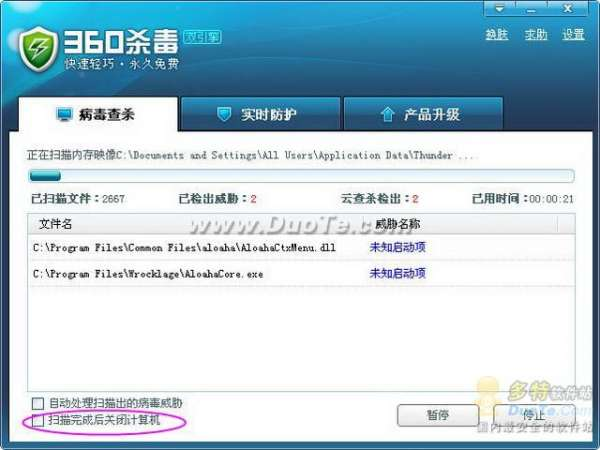 360杀毒 双引擎
快速轻巧·永久免费
换肤 求助 设置
病毒查杀 实时防护 产品升级
正在扫描内存映像C:\Documents and Settings\All Users\Application Data\Thunder ...
已扫描文件:2667 已检出威胁:2 云查杀检出:2 已用时间:00:00:21
文件名 威胁名称
www.DuoTe.com
C:\Program Files\Common Files\aloaha\AloahaCtxMenu.dll 未知启动项
C:\Program Files\Wrocklage\AloahaCore.exe 未知启动项
自动处理扫描出的病毒威胁
扫描完成后关闭计算机
暂停 停止
多特软件站
DuoTe.com
国内最安全的软件站